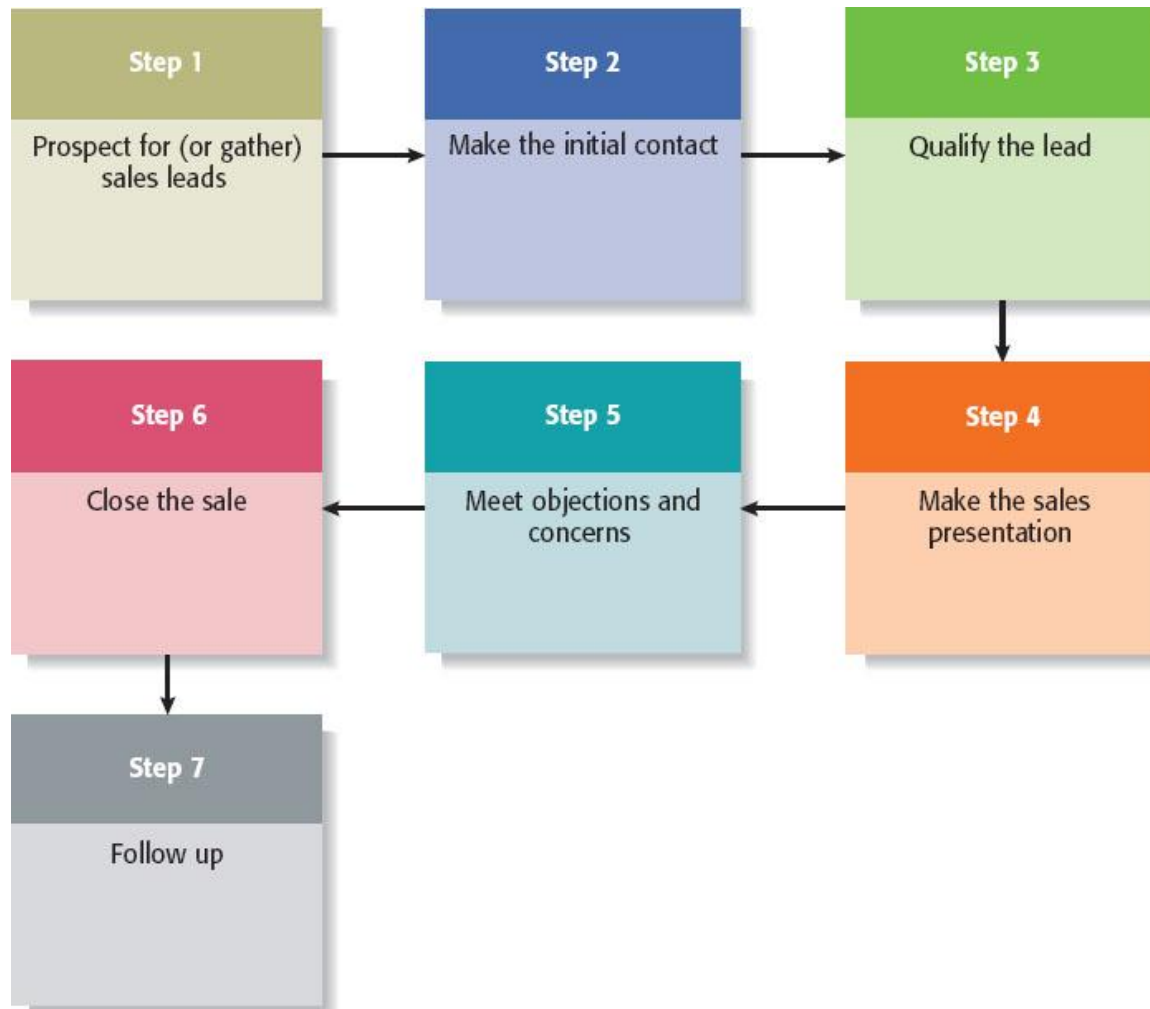 Step 1
Prospect for (or gather)
sales leads
Step 2
Make the initial contact
Step 3
Qualify the lead
Step 4
Make the sales
presentation
Step 5
Meet objections and
concerns
Step 6
Close the sale
Step 7
Follow up